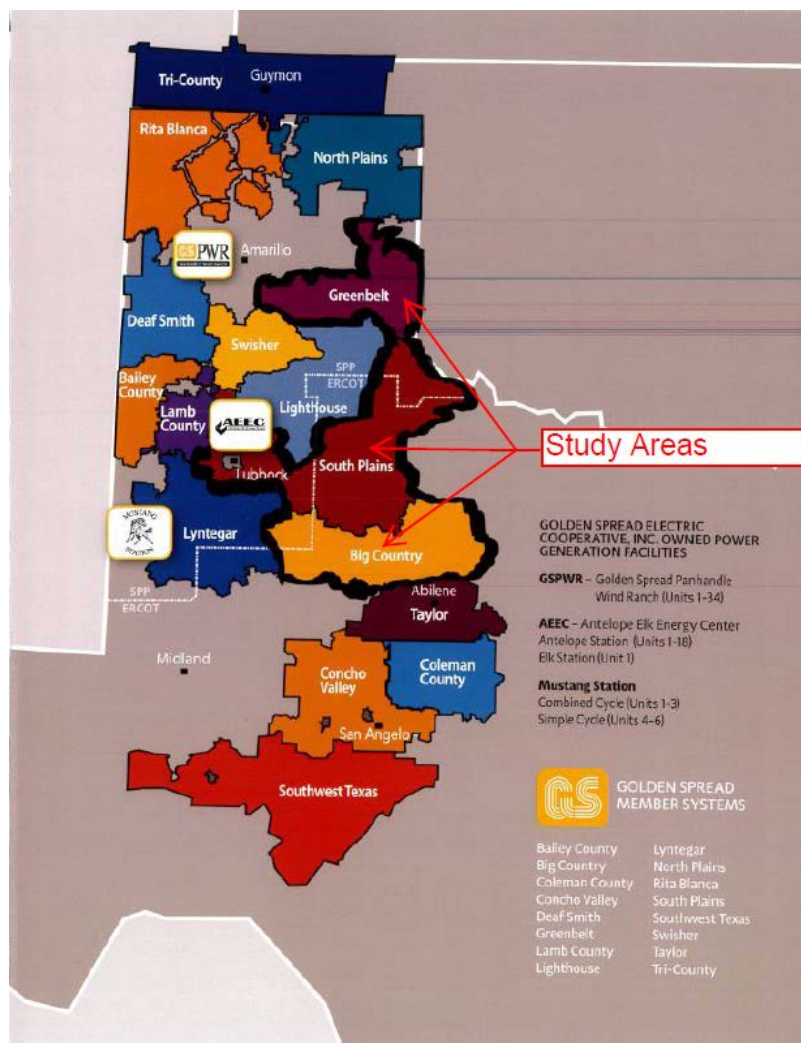 Tri-County
Guymon
Rita Blanca
North Plains
GS PWR
Amarillo
Greenbelt
Deaf Smith
Swisher
SPP
ERCOT
Bailey
County
Lamb
County
AEEC
Lighthouse
Lubbock
South Plains
Study Areas
MUSTANG
STATION
Lyntegar
Big Country
SPP
ERCOT
Abilene
Taylor
Midland
Concho
Valley
Coleman
County
San Angelo
Southwest Texas
GOLDEN SPREAD ELECTRIC
COOPERATIVE, INC. OWNED POWER
GENERATION FACILITIES
GSPWR – Golden Spread Panhandle
Wind Ranch (Units 1-34)
AEEC – Antelope Elk Energy Center
Antelope Station (Units 1-18)
Elk Station (Unit 1)
Mustang Station
Combined Cycle (Units 1-3)
Simple Cycle (Units 4-6)
GS
GOLDEN SPREAD
MEMBER SYSTEMS
Bailey County
Big Country
Coleman County
Concho Valley
Deaf Smith
Greenbelt
Lamb County
Lighthouse
Lyntegar
North Plains
Rita Blanca
South Plains
Southwest Texas
Swisher
Taylor
Tri-County